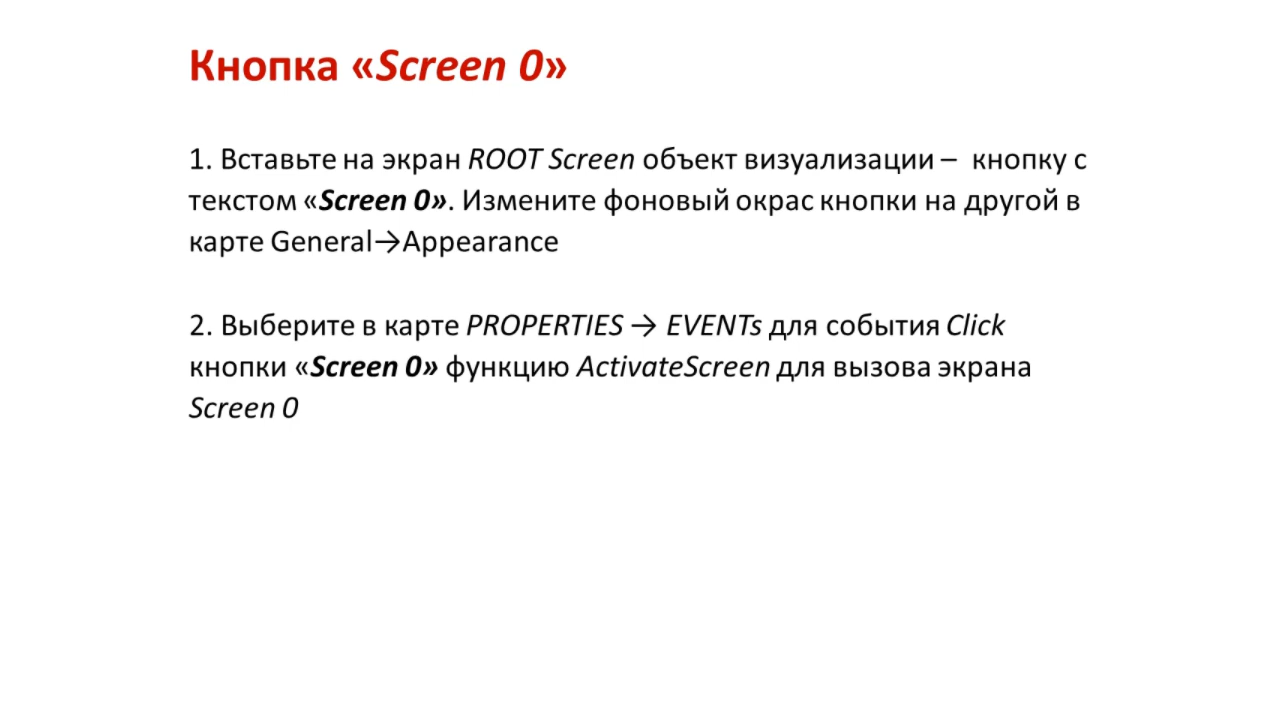 Кнопка «Screen 0»
1. Вставьте на экран ROOT Screen объект визуализации – кнопку с
текстом «Screen 0». Измените фоновый окрас кнопки на другой в
карте General→Appearance
2. Выберите в карте PROPERTIES → EVENTs для события Click
кнопки «Screen 0» функцию ActivateScreen для вызова экрана
Screen 0